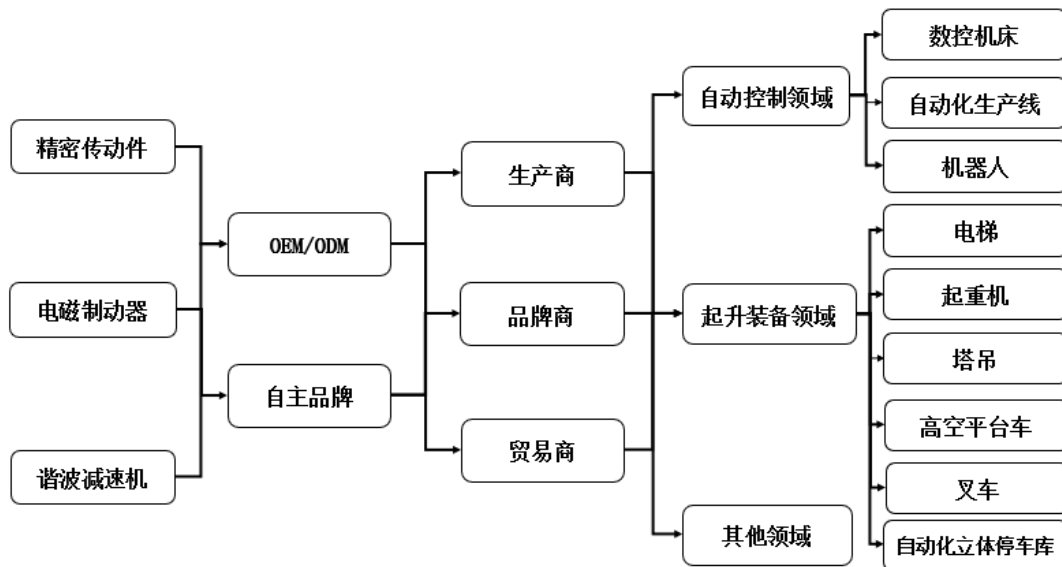 精密传动件
电磁制动器
谐波减速机
OEM/ODM
自主品牌
生产商
品牌商
贸易商
自动控制领域
起升装备领域
其他领域
数控机床
自动化生产线
机器人
电梯
起重机
塔吊
高空平台车
叉车
自动化立体停车库